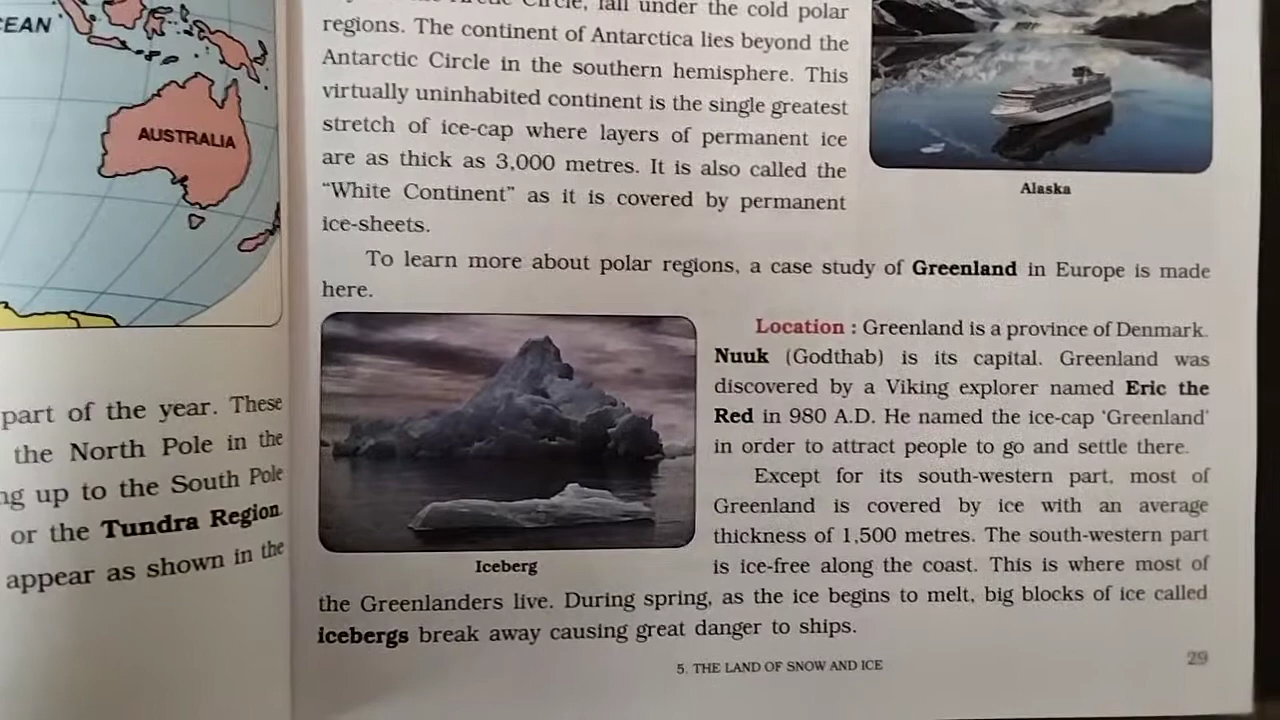 EAN
AUSTRALIA
part of the year. These
the North Pole in the
ng up to the South Pole
or the Tundra Region
appear as shown in the
Circle, fall under the cold polar
regions. The continent of Antarctica lies beyond the
Antarctic Circle in the southern hemisphere. This
virtually uninhabited continent is the single greatest
stretch of ice-cap where layers of permanent ice
are as thick as 3,000 metres. It is also called the
“White Continent” as it is covered by permanent
ice-sheets.
Alaska
To learn more about polar regions, a case study of Greenland in Europe is made
here.
Iceberg
Location : Greenland is a province of Denmark.
Nuuk (Godthab) is its capital. Greenland was
discovered by a Viking explorer named Eric the
Red in 980 A.D. He named the ice-cap 'Greenland'
in order to attract people to go and settle there.
Except for its south-western part, most of
Greenland is covered by ice with an average
thickness of 1,500 metres. The south-western part
is ice-free along the coast. This is where most of
the Greenlanders live. During spring, as the ice begins to melt, big blocks of ice called
icebergs break away causing great danger to ships.
5. THE LAND OF SNOW AND ICE
29